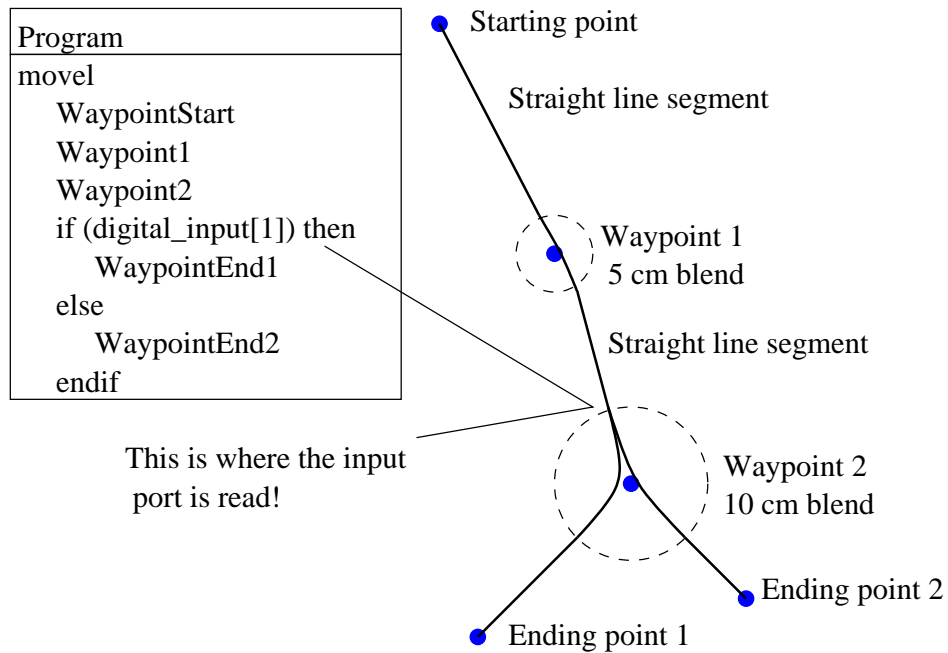 Program
movel
WaypointStart
Waypoint1
Waypoint2
if (digital_input[1]) then
WaypointEnd1
else
WaypointEnd2
endif
This is where the input
port is read!
Starting point
Straight line segment
Waypoint 1
5 cm blend
Straight line segment
Waypoint 2
10 cm blend
Ending point 2
Ending point 1